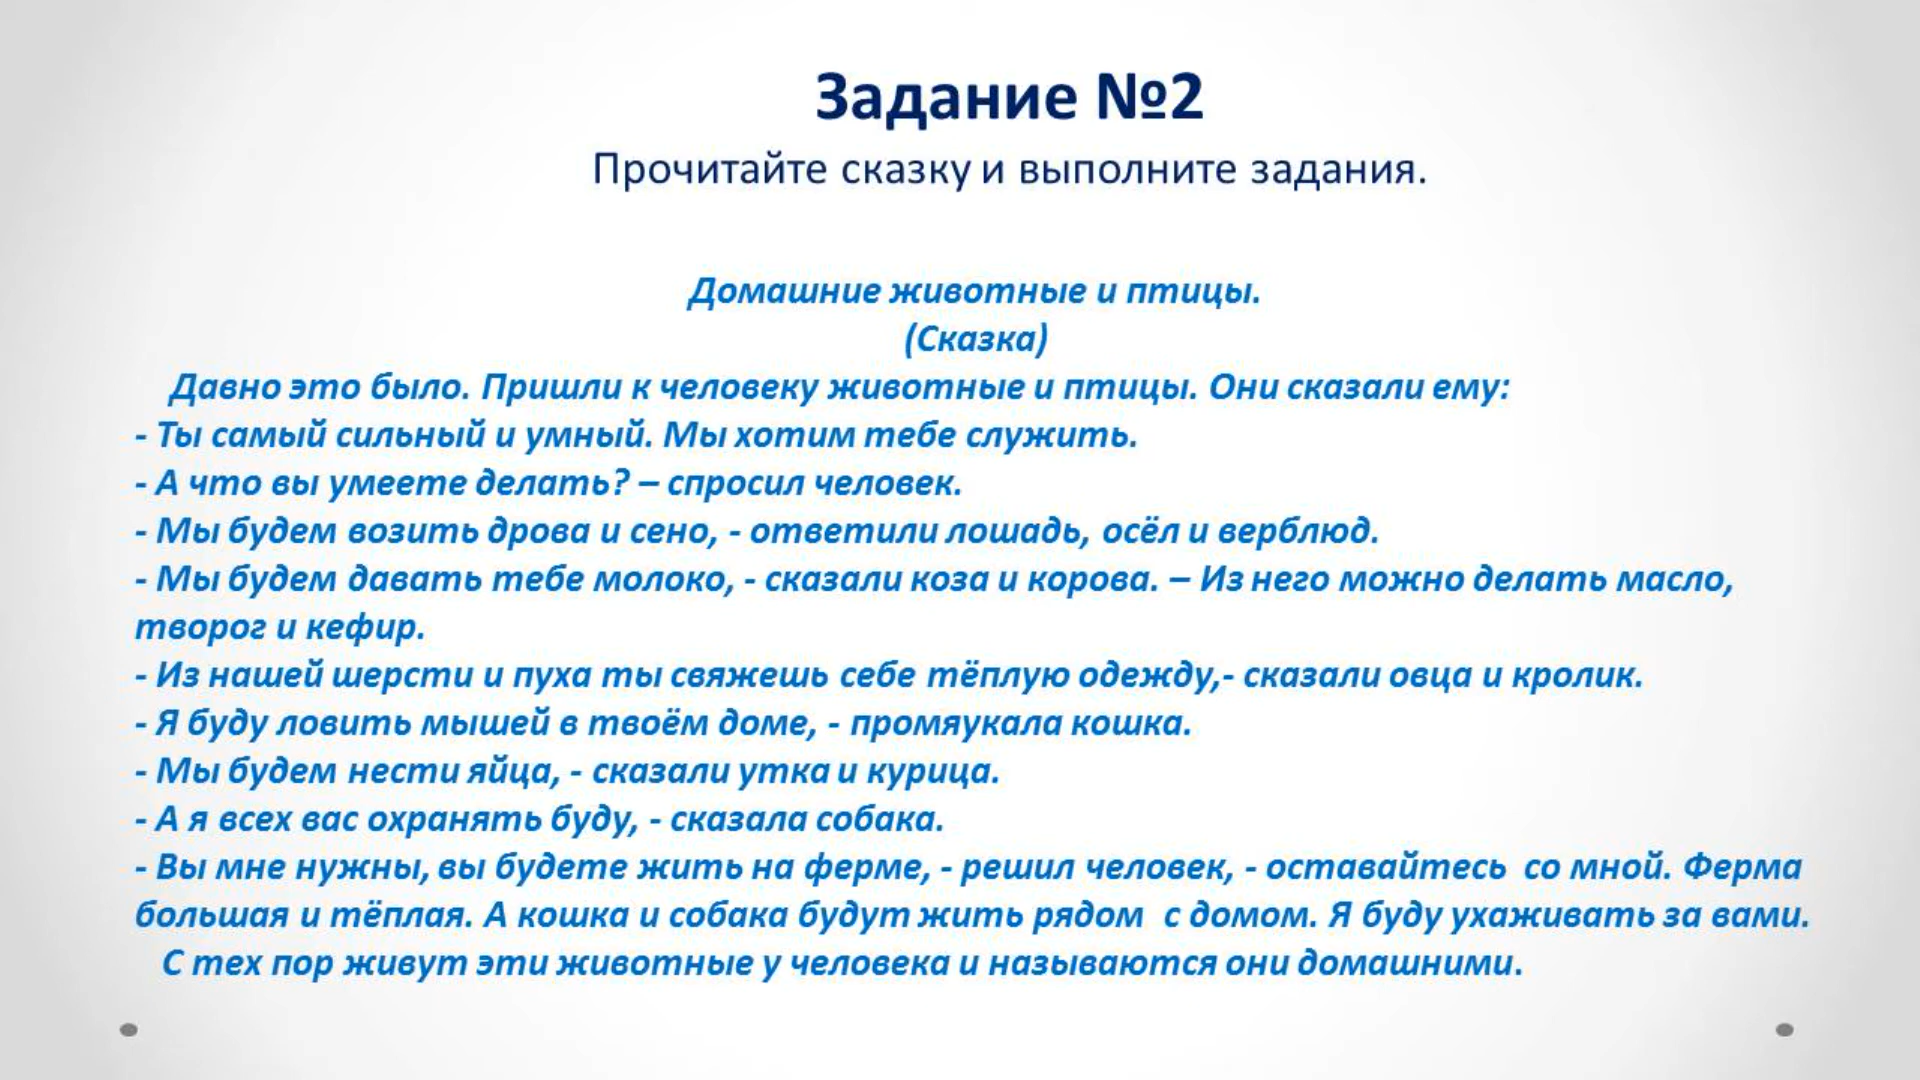 Задание №2
Прочитайте сказку и выполните задания.
Домашние животные и птицы.
(Сказка)
Давно это было. Пришли к человеку животные и птицы. Они сказали ему:
- Ты самый сильный и умный. Мы хотим тебе служить.
- А что вы умеете делать? – спросил человек.
- Мы будем возить дрова и сено, - ответили лошадь, осёл и верблюд.
- Мы будем давать тебе молоко, - сказали коза и корова. – Из него можно делать масло,
творог и кефир.
- Из нашей шерсти и пуха ты свяжешь себе тёплую одежду,- сказали овца и кролик.
- Я буду ловить мышей в твоём доме, - промяукала кошка.
- Мы будем нести яйца, - сказали утка и курица.
- А я всех вас охранять буду, - сказала собака.
- Вы мне нужны, вы будете жить на ферме, - решил человек, - оставайтесь со мной. Ферма
большая и тёплая. А кошка и собака будут жить рядом с домом. Я буду ухаживать за вами.
С тех пор живут эти животные у человека и называются они домашними.